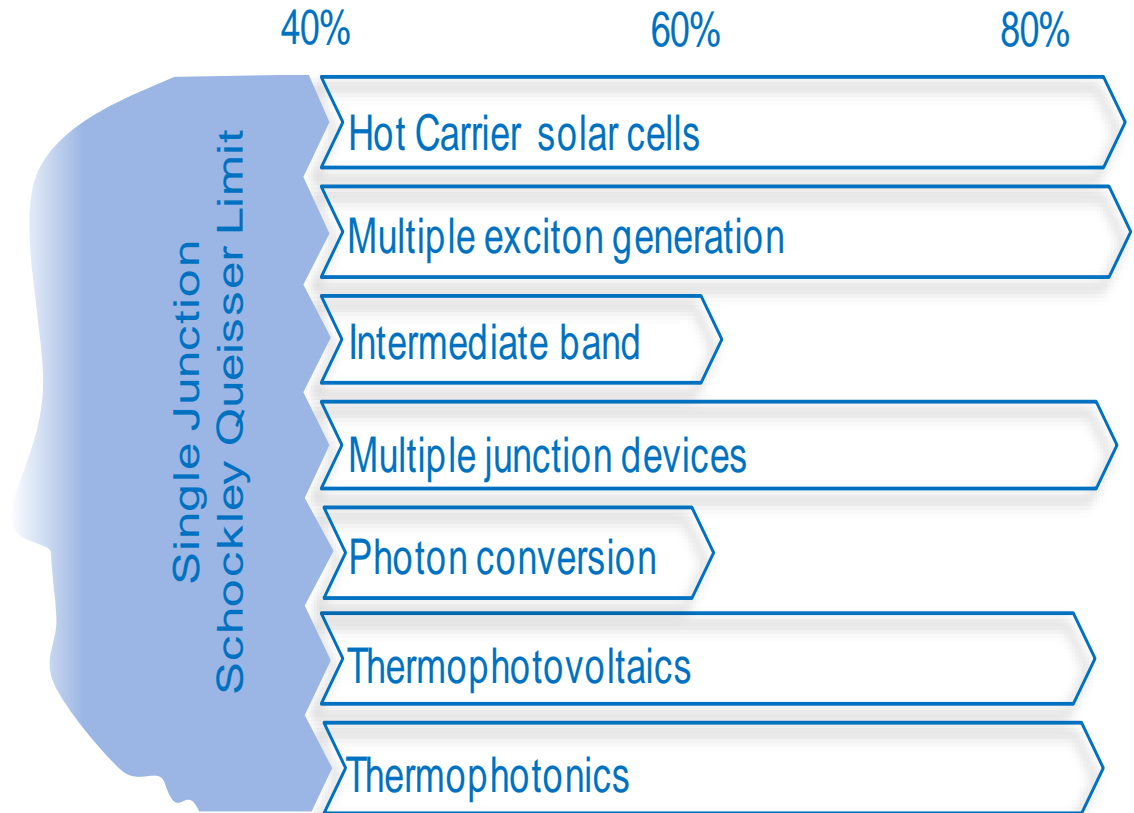 40% 60% 80%
Single Junction
Schockley Queisser Limit
Hot Carrier solar cells
Multiple exciton generation
Intermediate band
Multiple junction devices
Photon conversion
Thermophotovoltaics
Thermophotonics